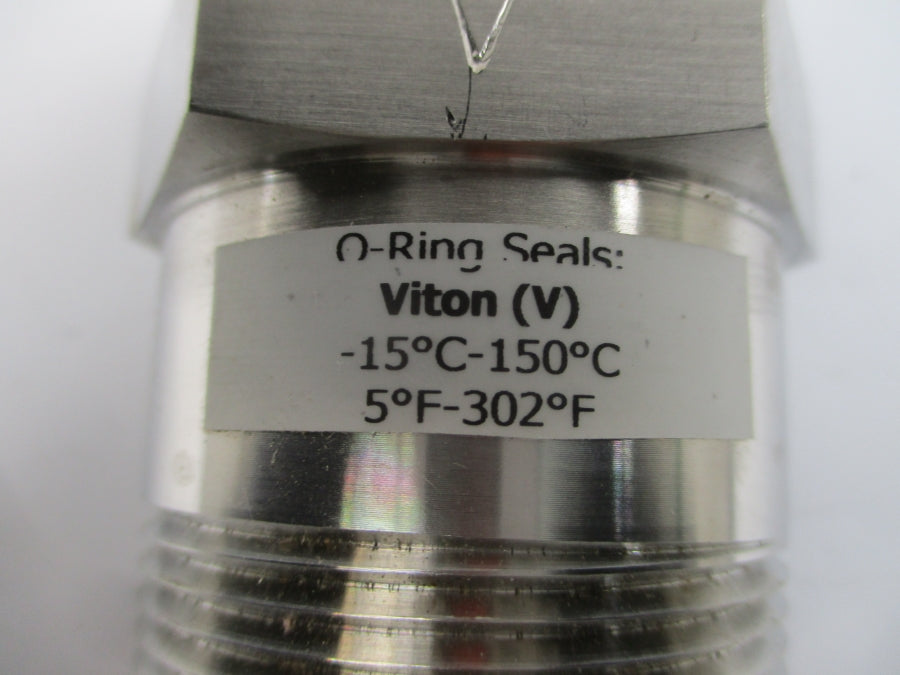 O-Ring Seals:
Viton (V)
-15°C-150°C
5°F-302°F